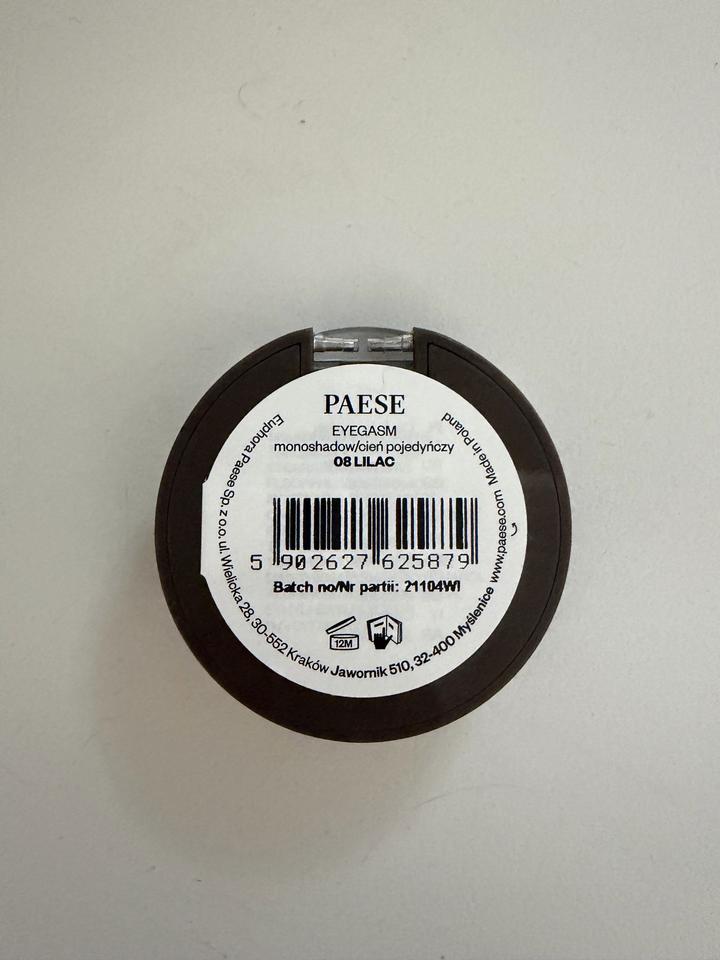 PAESE
EYEGASM
monoshadow/cień pojedyńczy
08 LILAC
5 902627 625879
Batch no/Nr partii: 21104WI
12M
Euphora Paese Sp. z o.o. ul. Wielicka 28, 30-552 Kraków Jawornik 510, 32-400 Myślenice www.paese.com Made in Poland